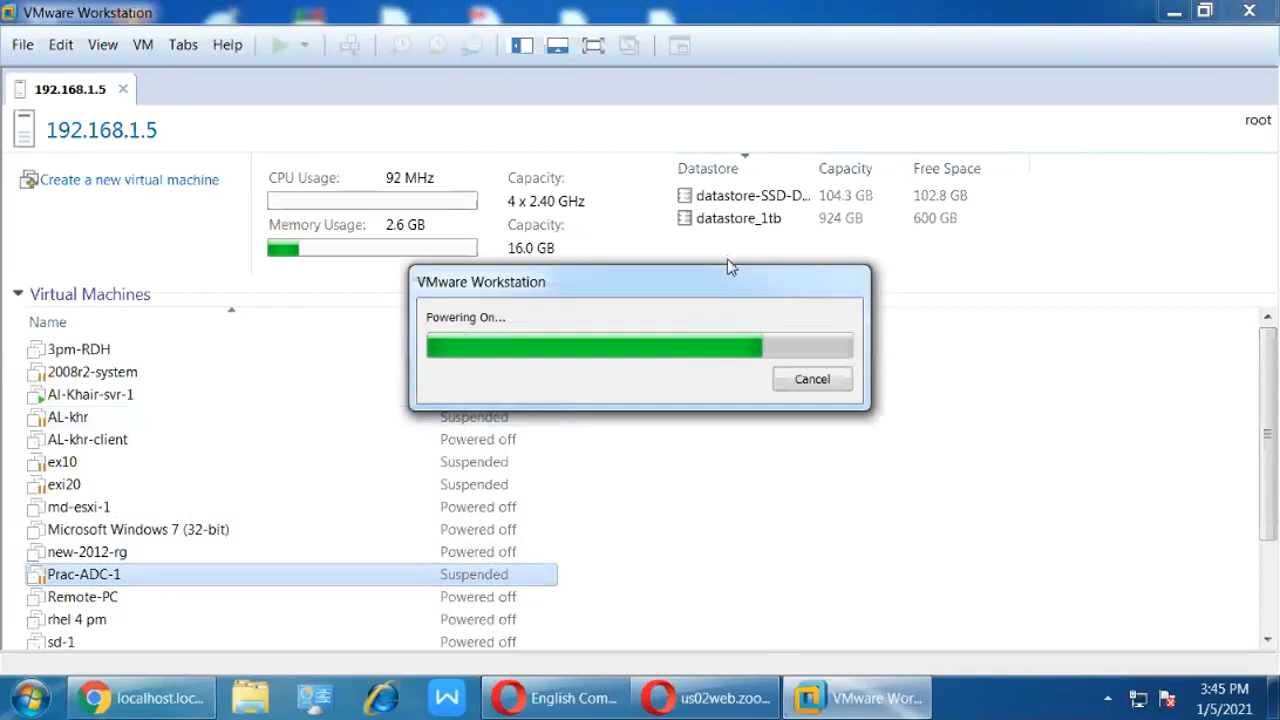 VMware Workstation
File Edit View VM Tabs Help
192.168.1.5
192.168.1.5
root
Create a new virtual machine
CPU Usage: 92 MHz
Capacity:
4 x 2.40 GHz
Memory Usage: 2.6 GB
Capacity:
16.0 GB
Datastore Capacity Free Space
datastore-SSD-D... 104.3 GB 102.8 GB
datastore_1tb 924 GB 600 GB
VMware Workstation
Powering On...
Cancel
Virtual Machines
Name
3pm-RDH
2008r2-system
Al-Khair-svr-1
AL-khr Suspended
AL-khr-client Powered off
ex10 Suspended
exi20 Suspended
md-esxi-1 Powered off
Microsoft Windows 7 (32-bit) Powered off
new-2012-rg Powered off
Prac-ADC-1 Suspended
Remote-PC Powered off
rhel 4 pm Powered off
sd-1 Powered off
localhost.loc... English Com... us02web.zoo... VMware Wor...
3:45 PM
1/5/2021